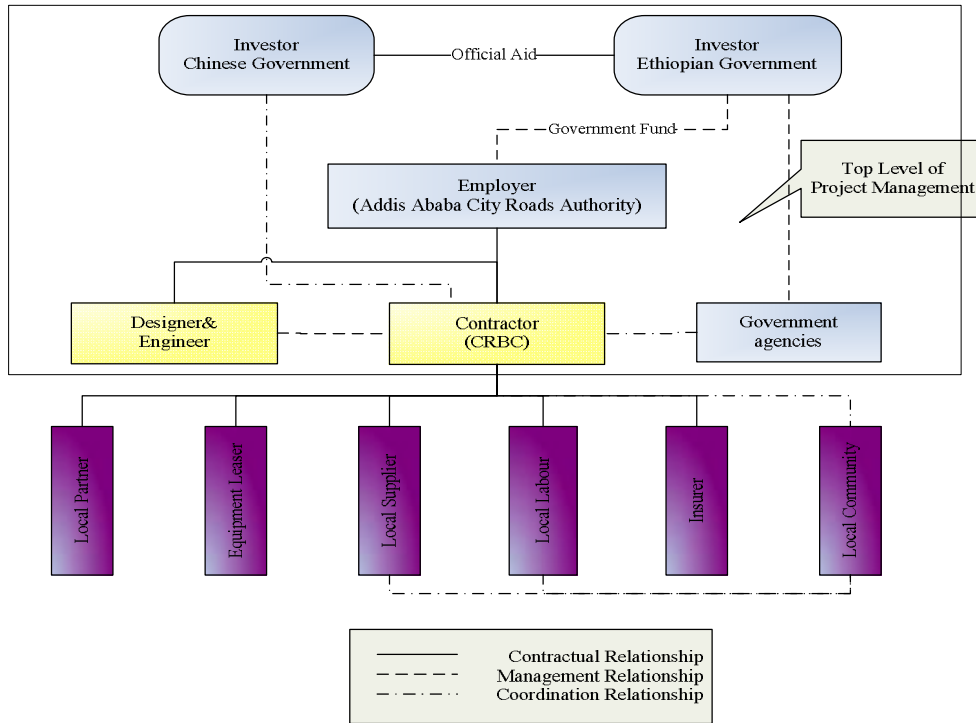 Investor
Chinese Government
Official Aid
Investor
Ethiopian Government
Government Fund
Employer
(Addis Ababa City Roads Authority)
Top Level of
Project Management
Designer&
Engineer
Contractor
(CRBC)
Government
agencies
Local Partner
Equipment Leaser
Local Supplier
Local Labour
Insurer
Local Community
Contractual Relationship
Management Relationship
Coordination Relationship